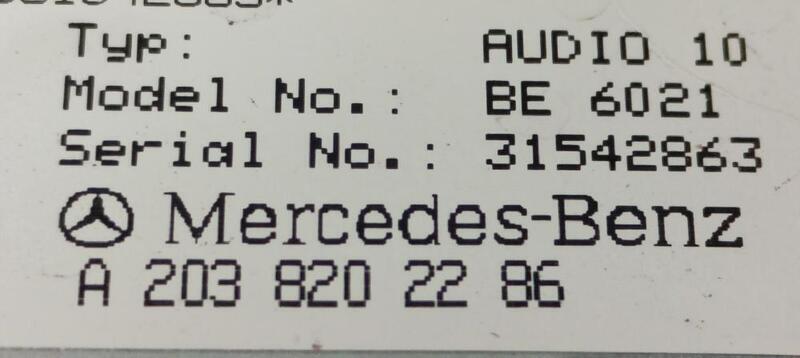 Typ: AUDIO 10
Model No.: BE 6021
Serial No.: 31542863
Mercedes-Benz
A 203 820 22 86